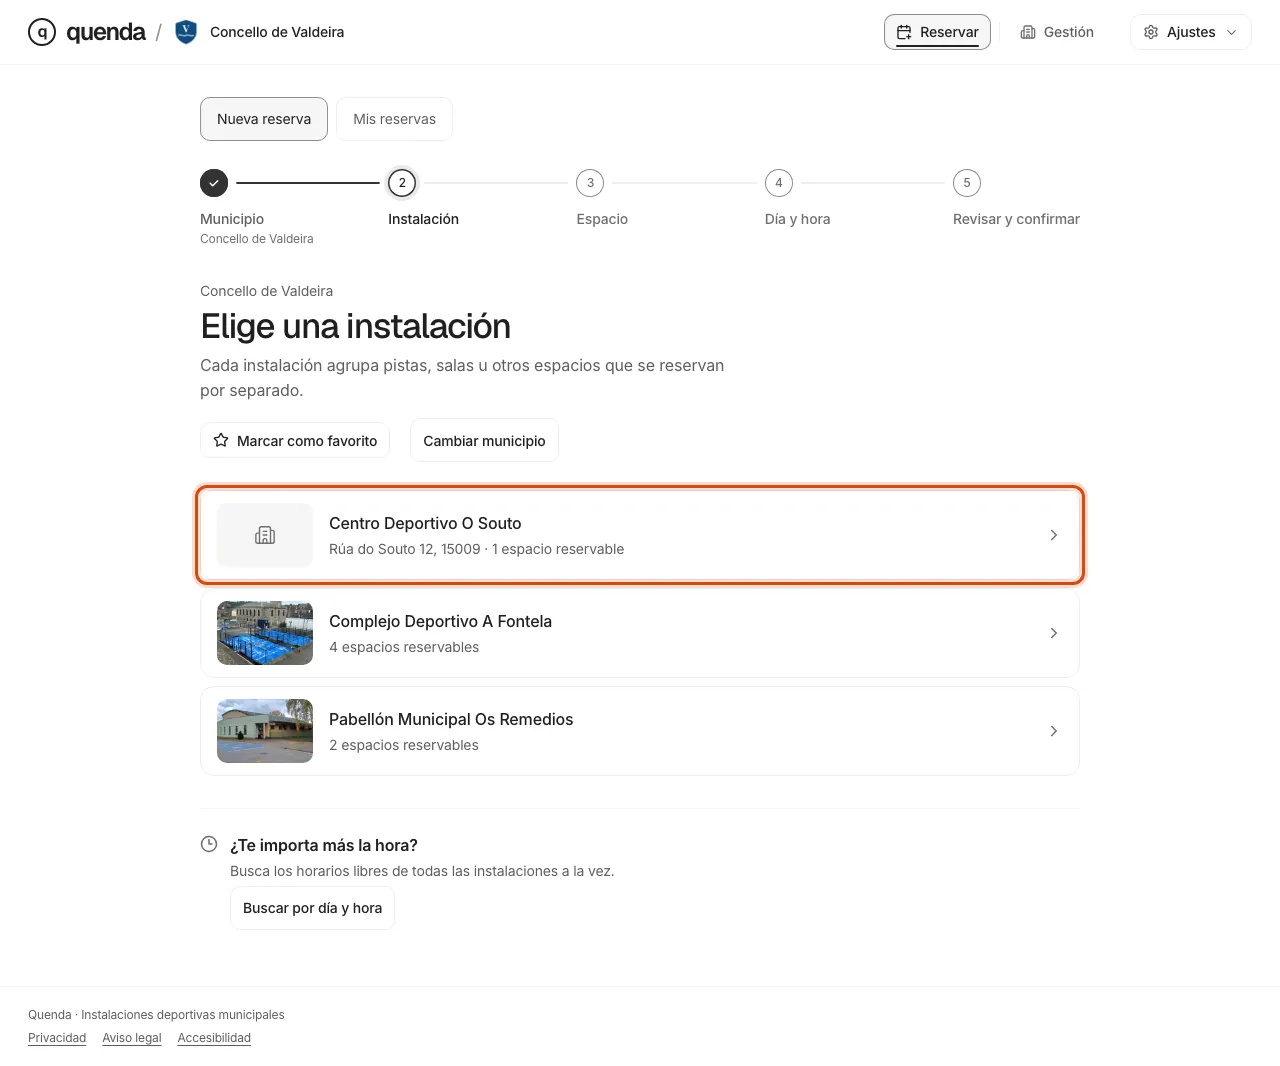 quenda / Concello de Valdeira
Reservar
Gestión
Ajustes
Nueva reserva
Mis reservas
2
3
4
5
Municipio
Concello de Valdeira
Instalación
Espacio
Día y hora
Revisar y confirmar
Concello de Valdeira
Elige una instalación
Cada instalación agrupa pistas, salas u otros espacios que se reservan
por separado.
Marcar como favorito
Cambiar municipio
Centro Deportivo O Souto
Rúa do Souto 12, 15009 · 1 espacio reservable
Complejo Deportivo A Fontela
4 espacios reservables
Pabellón Municipal Os Remedios
2 espacios reservables
¿Te importa más la hora?
Busca los horarios libres de todas las instalaciones a la vez.
Buscar por día y hora
Quenda · Instalaciones deportivas municipales
Privacidad
Aviso legal
Accesibilidad